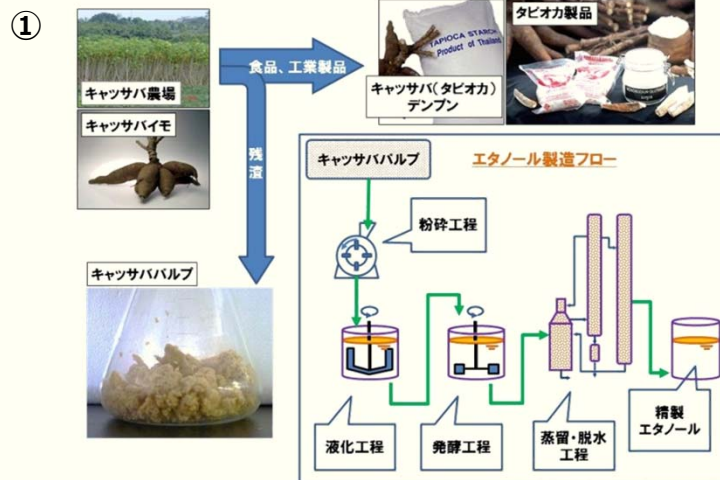 ①
キャッサバ農場
キャッサバイモ
食品、工業製品
残渣
TAPIOCA STARCH
Product of Thailand
キャッサバ(タピオカ)
デンプン
タピオカ製品
キャッサバパルプ
キャッサバパルプ
エタノール製造フロー
粉砕工程
液化工程
発酵工程
蒸留・脱水
工程
精製
エタノール